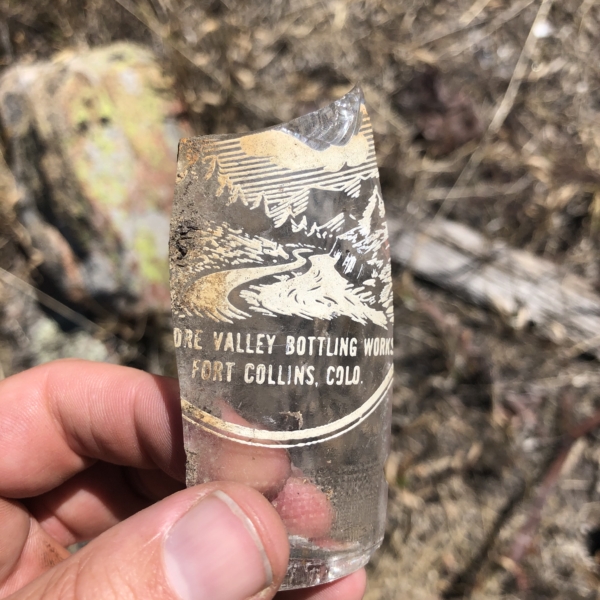 DRE VALLEY BOTTLING WORKS
FORT COLLINS, COLO.